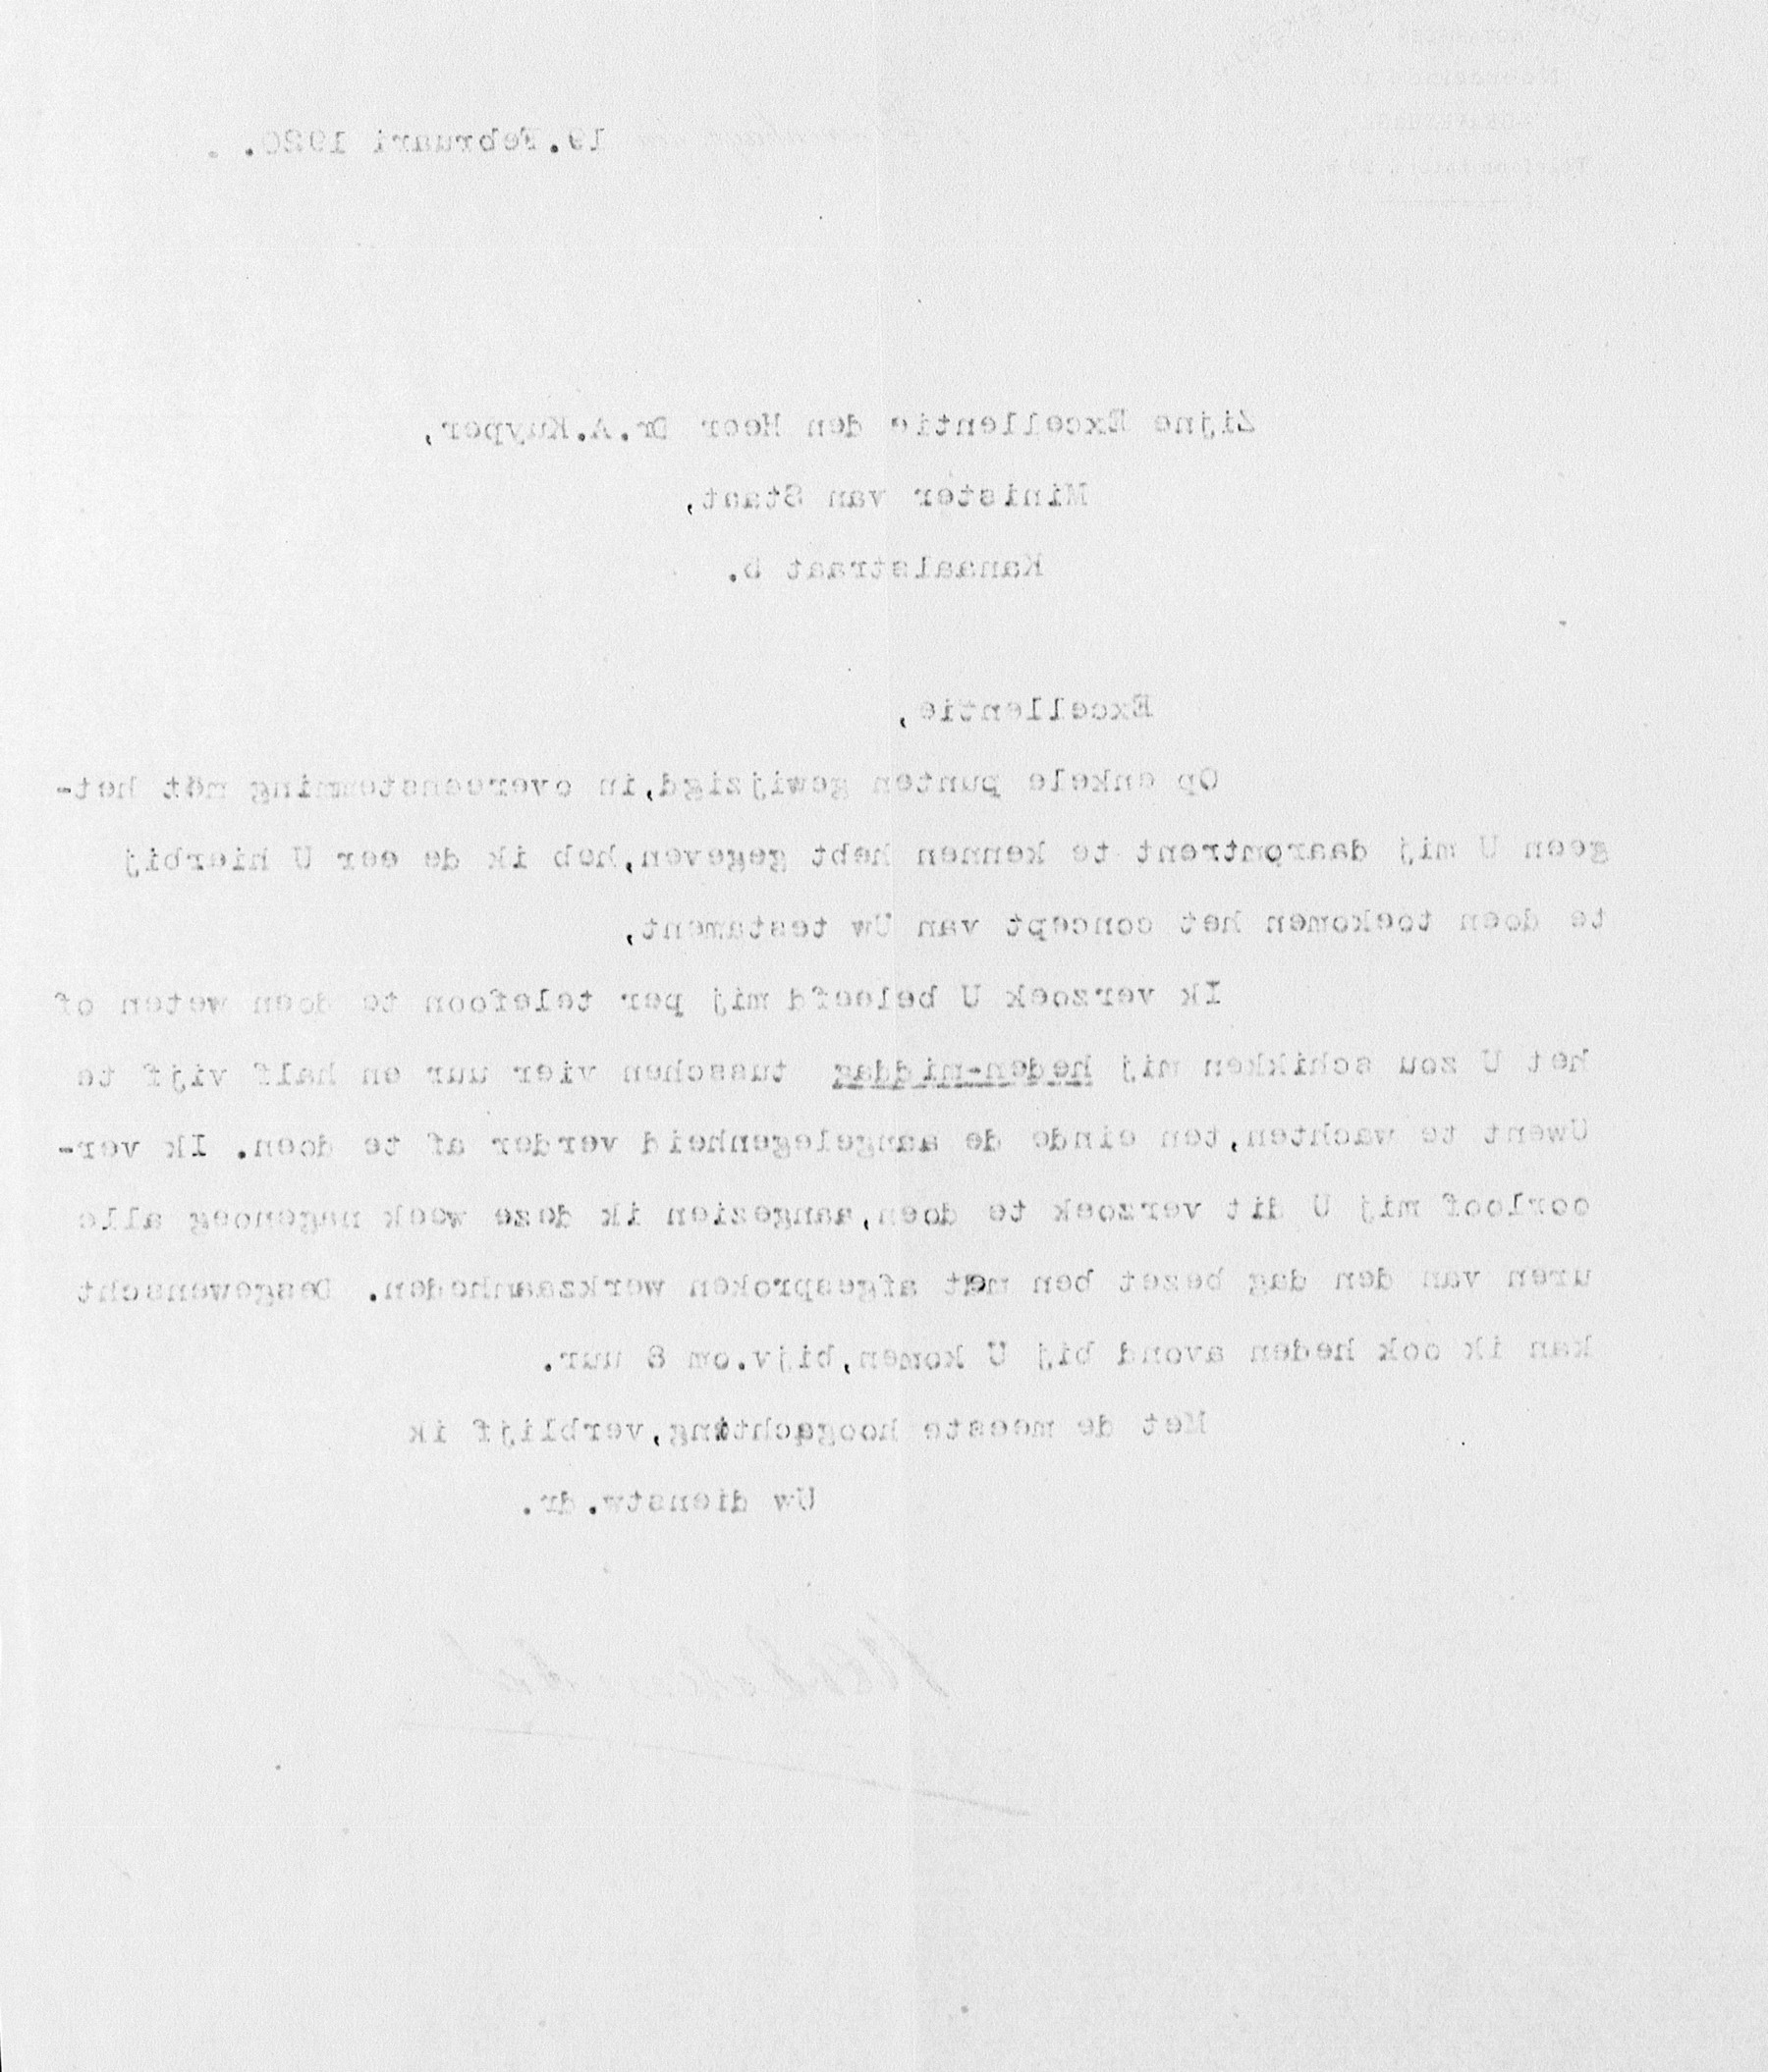 19.Februari 1920.
Zijne Excellentie den Heer Dr.A.Kuyper,
Minister van Staat,
Kanaalstraat 5.
Excellentie,
Op enkele punten gewijzigd,in overeenstemming mét het-
geen U mij daaromtrent te kennen hebt gegeven,heb ik de eer U hierbij
te doen toekomen het concept van Uw testament,
Ik verzoek U beleefd mij per telefoon te doen weten of
het U zou schikken mij heden-middag tusschen vier uur en half vijf te
Uwent te wachten,ten einde de aangelegenheid verder af te doen. Ik ver-
oorloof mij U dit verzoek te doen,aangezien ik deze week nagenoeg alle
uren van den dag bezet ben met afgesproken werkzaamheden. Desgewenscht
kan ik ook heden avond bij U komen,bijv.om 8 uur.
Met de meeste hoogachting,verblijf ik
Uw dienstw.dr.